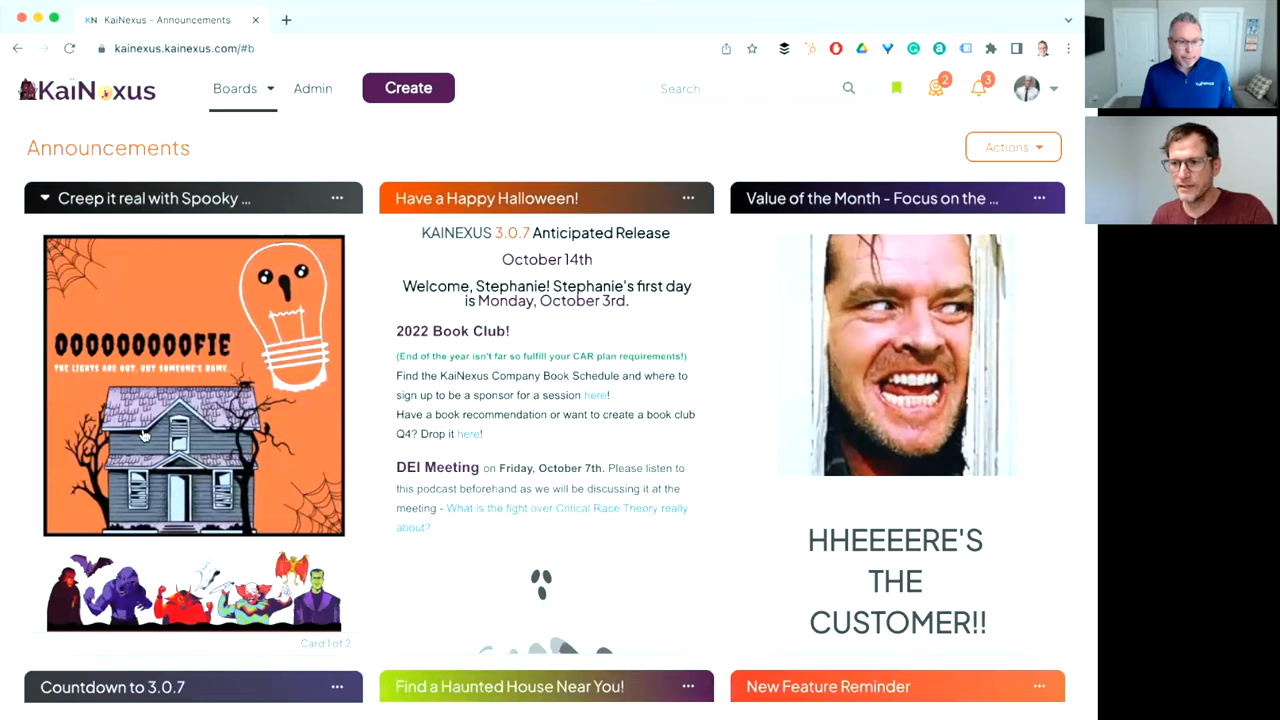 KN KaiNexus - Announcements
kainexus.kainexus.com/#b
KaiNexus
Boards
Admin
Create
Search
2
3
Announcements
Actions
Creep it real with Spooky ...
OOOOOOOOOFIE
THE LIGHTS ARE OUT, BUT SOMEONE'S HOME
Card 1 of 2
Have a Happy Halloween!
KAINEXUS 3.0.7 Anticipated Release
October 14th
Welcome, Stephanie! Stephanie's first day
is Monday, October 3rd.
2022 Book Club!
(End of the year isn't far so fulfill your CAR plan requirements!)
Find the KaiNexus Company Book Schedule and where to
sign up to be a sponsor for a session here!
Have a book recommendation or want to create a book club
Q4? Drop it here!
DEI Meeting on Friday, October 7th. Please listen to
this podcast beforehand as we will be discussing it at the
meeting - What is the fight over Critical Race Theory really
about?
Value of the Month - Focus on the ...
HHEEEERE'S
THE
CUSTOMER!!
Countdown to 3.0.7
Find a Haunted House Near You!
New Feature Reminder